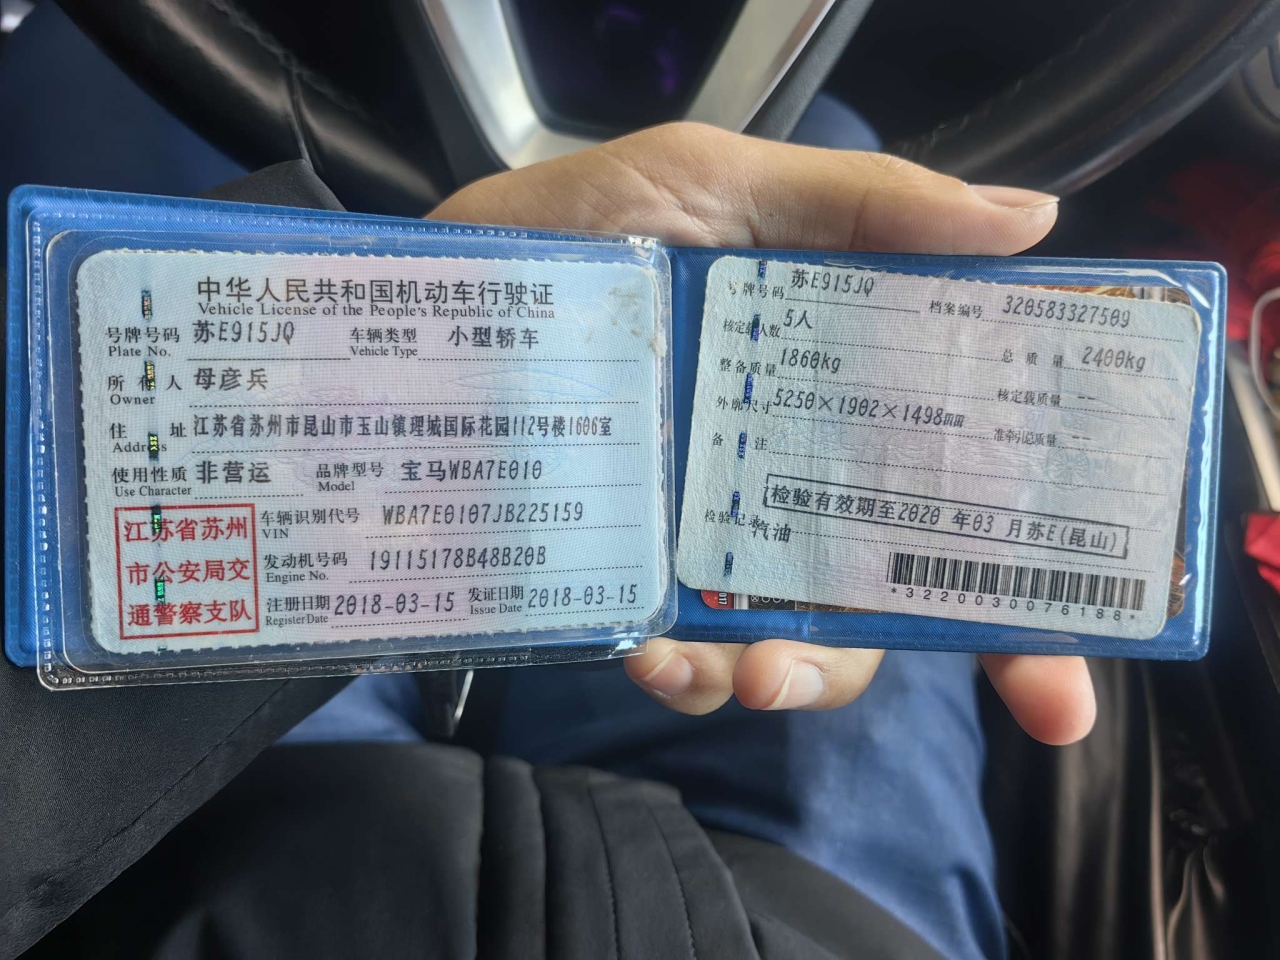 中华人民共和国机动车行驶证
Vehicle License of the People's Republic of China
号牌号码 苏E915JQ 车辆类型 小型轿车
Plate No. Vehicle Type
所有人 母彦兵
Owner
住址 江苏省苏州市昆山市玉山镇理城国际花园112号楼1606室
Address
使用性质 非营运 品牌型号 宝马WBA7E010
Use Character Model
江苏省苏州
市公安局交
通警察支队
车辆识别代号 WBA7E0107JB225159
VIN
发动机号码 19115178B48B20B
Engine No.
注册日期 2018-03-15 发证日期 2018-03-15
Register Date Issue Date
号牌号码 苏E915JQ 档案编号 320583327509
核定载人数 5人 总质量 2400kg
整备质量 1860kg 核定载质量 --
外廓尺寸 5250×1902×1498mm 准牵引总质量 --
备注
检验有效期至2020年03月苏E(昆山)
检验记录 汽油
*3220030076188*